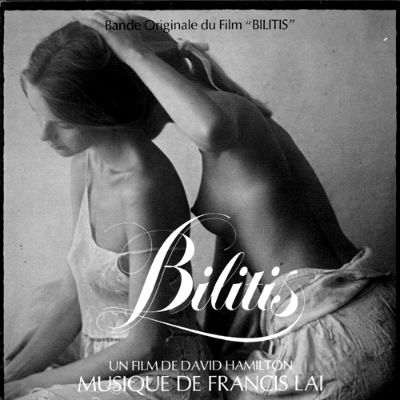 Bande Originale du Film "BILITIS"
Bilitis
UN FILM DE DAVID HAMILTON
MUSIQUE DE FRANCIS LAI